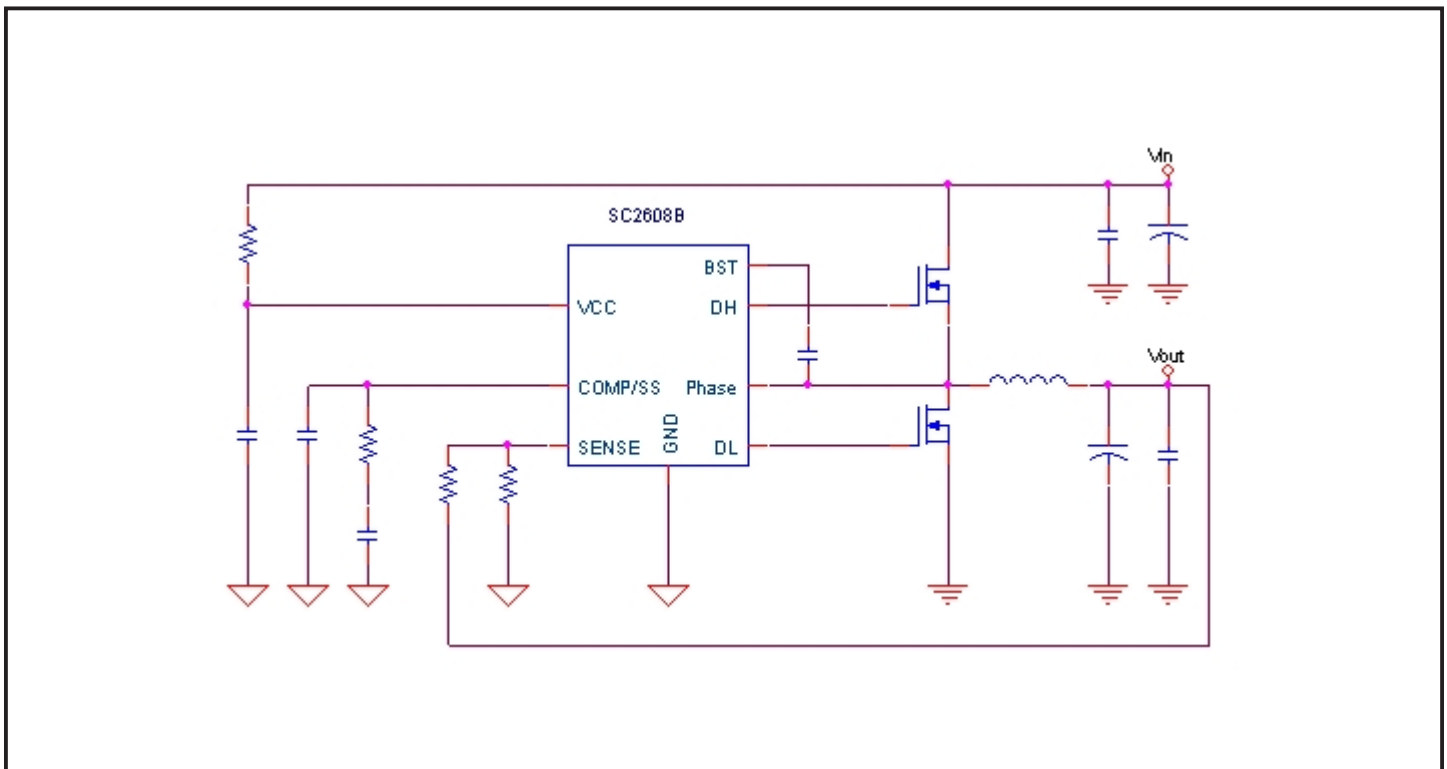 Vin
SC2608B
BST
VCC
DH
COMP/SS
Phase
SENSE
GND
DL
Vout